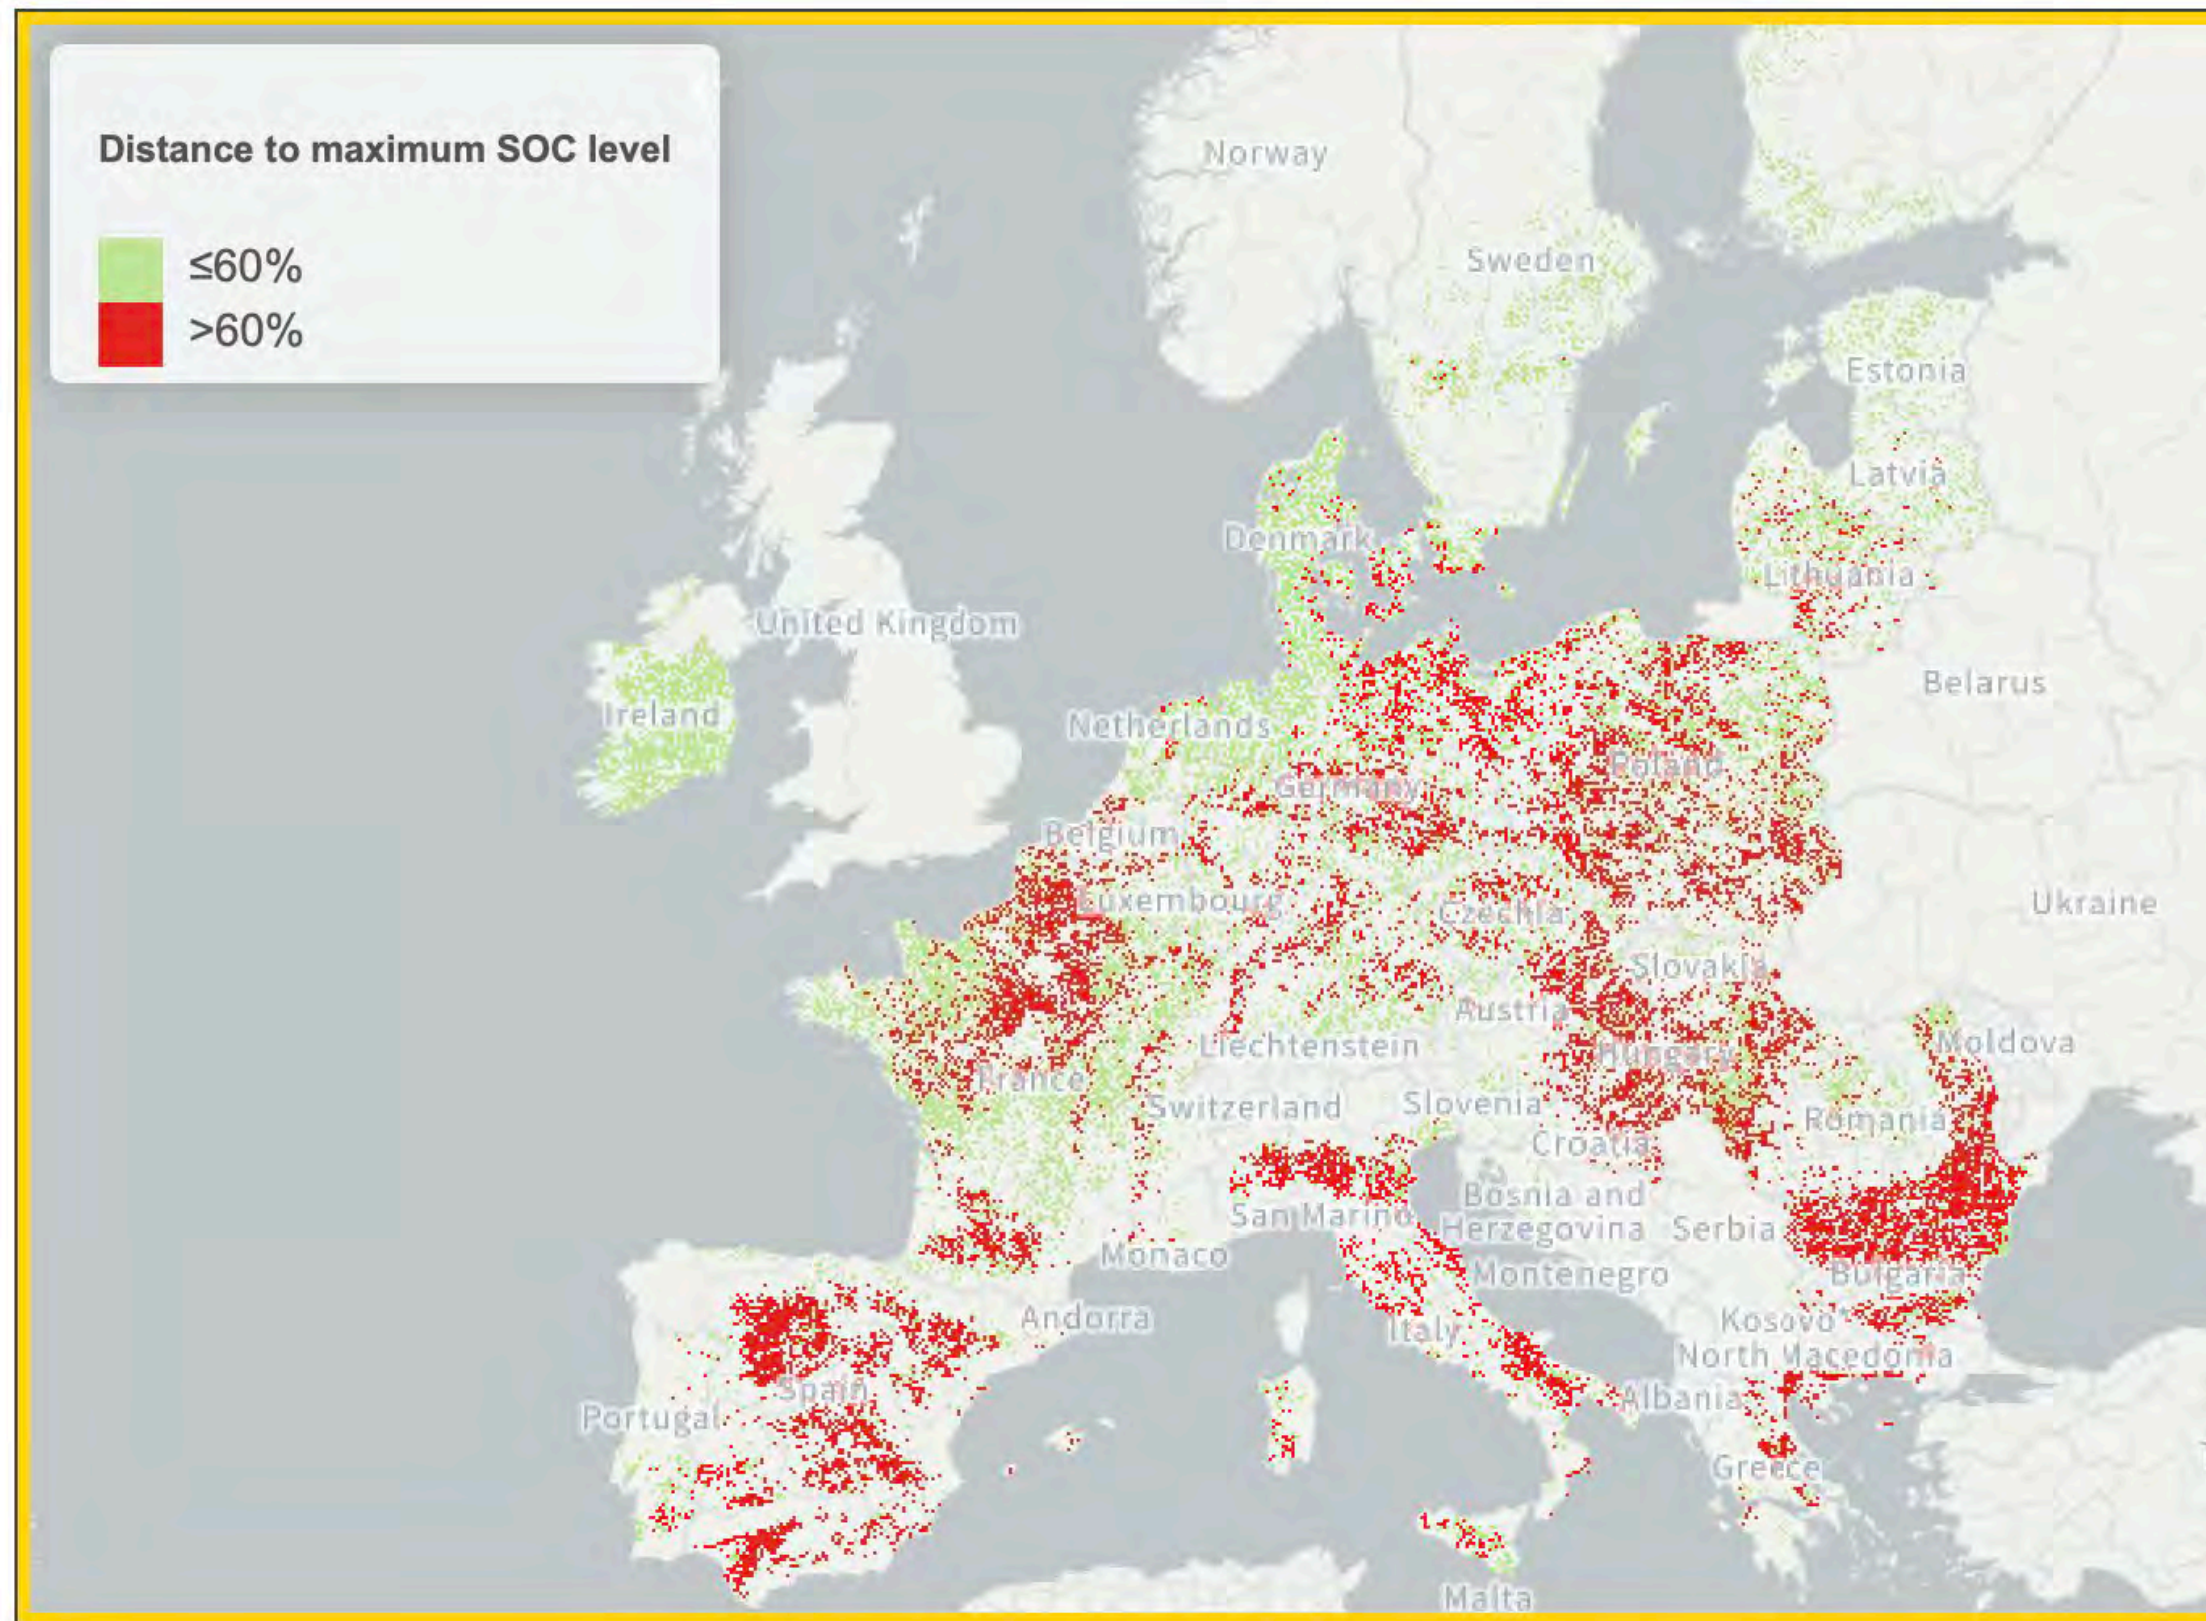 Distance to maximum SOC level
≤60%
>60%
Norway
Sweden
Estonia
Latvia
Denmark
Lithuania
United Kingdom
Belarus
Ireland
Netherlands
Poland
Germany
Belgium
Luxembourg
Czechia
Ukraine
Slovakia
Austria
Liechtenstein
Hungary
Moldova
France
Switzerland
Slovenia
Romania
Croatia
Bosnia and
Herzegovina
San Marino
Serbia
Monaco
Montenegro
Bulgaria
Andorra
Kosovo*
Italy
North Macedonia
Spain
Albania
Portugal
Greece
Malta